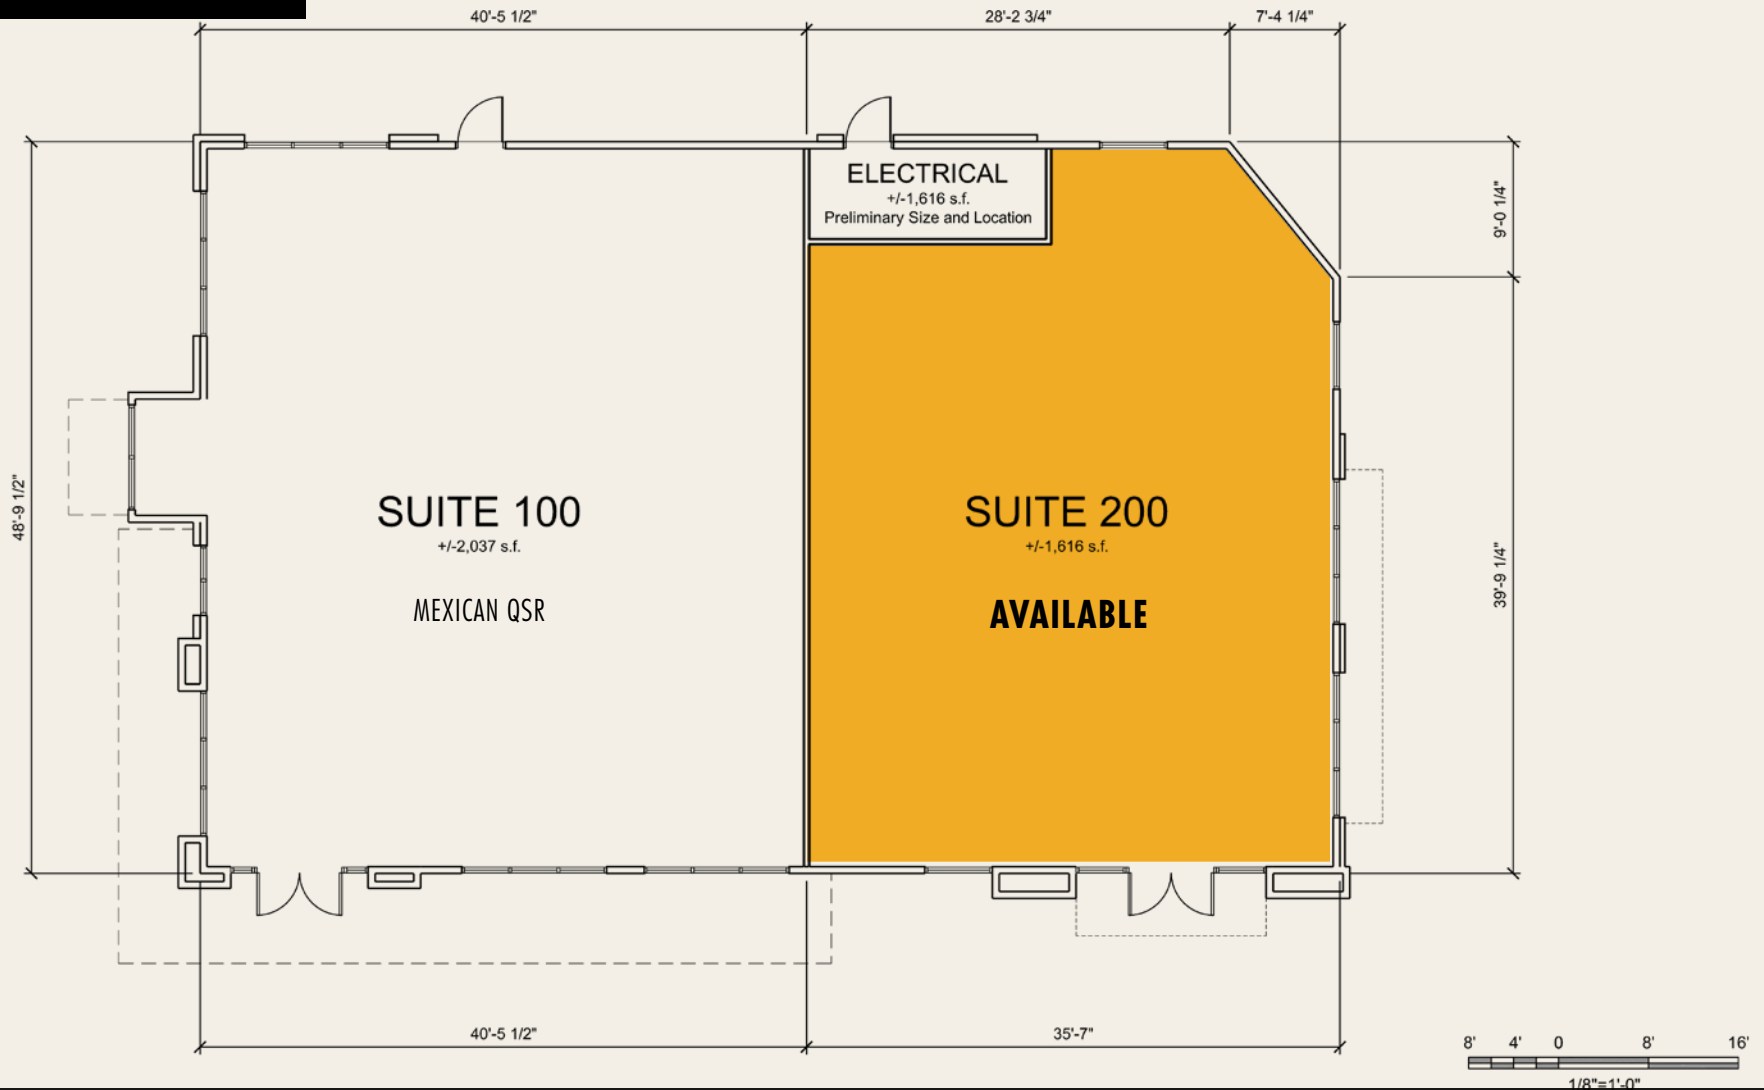 40'-5 1/2"
28'-2 3/4"
7'-4 1/4"
ELECTRICAL
+/-1,616 s.f.
Preliminary Size and Location
9'-0 1/4"
48'-9 1/2"
SUITE 100
+/-2,037 s.f.
MEXICAN QSR
SUITE 200
+/-1,616 s.f.
AVAILABLE
39'-9 1/4"
40'-5 1/2"
35'-7"
8' 4' 0 8' 16'
1/8"=1'-0"